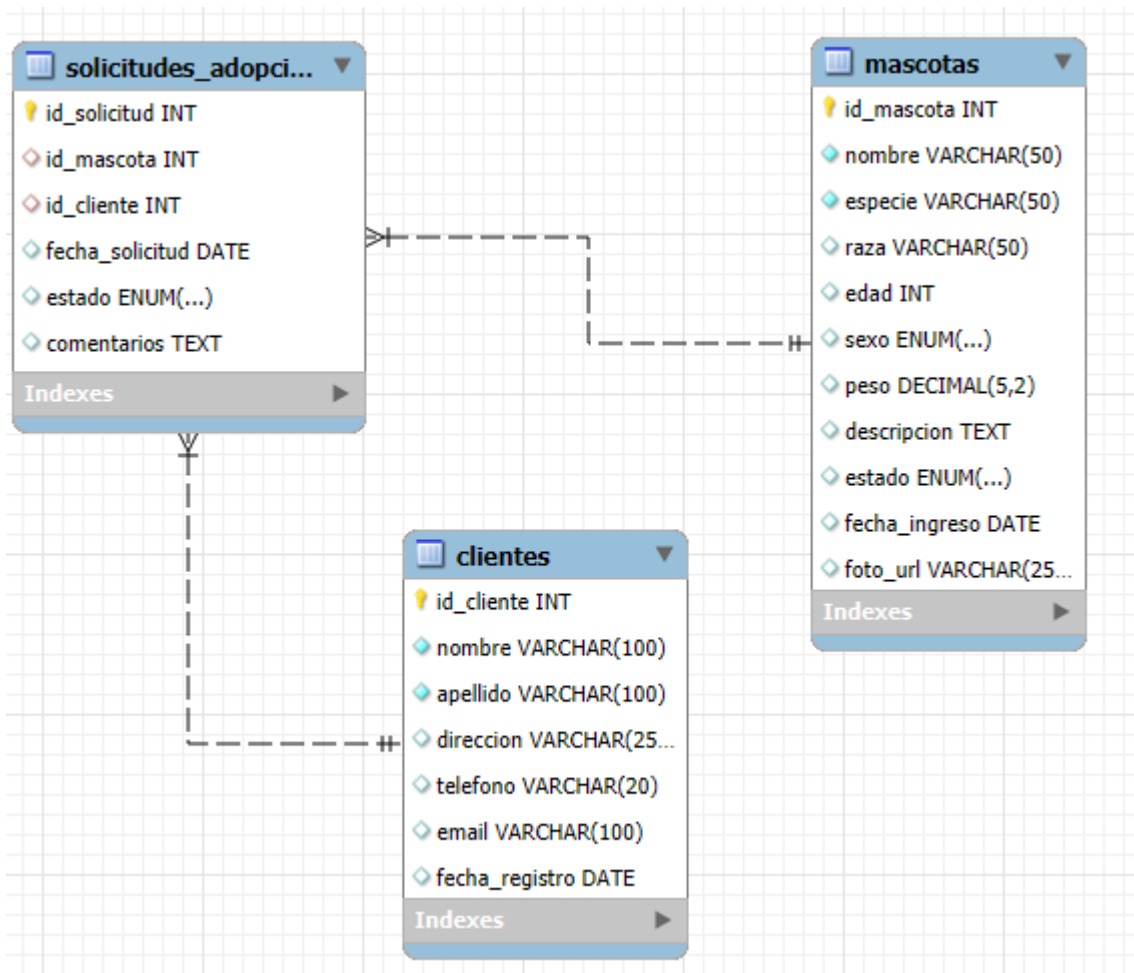 solicitudes_adopci...
id_solicitud INT
id_mascota INT
id_cliente INT
fecha_solicitud DATE
estado ENUM(...)
comentarios TEXT
Indexes
mascotas
id_mascota INT
nombre VARCHAR(50)
especie VARCHAR(50)
raza VARCHAR(50)
edad INT
sexo ENUM(...)
peso DECIMAL(5,2)
descripcion TEXT
estado ENUM(...)
fecha_ingreso DATE
foto_url VARCHAR(25...
Indexes
clientes
id_cliente INT
nombre VARCHAR(100)
apellido VARCHAR(100)
direccion VARCHAR(25...
telefono VARCHAR(20)
email VARCHAR(100)
fecha_registro DATE
Indexes